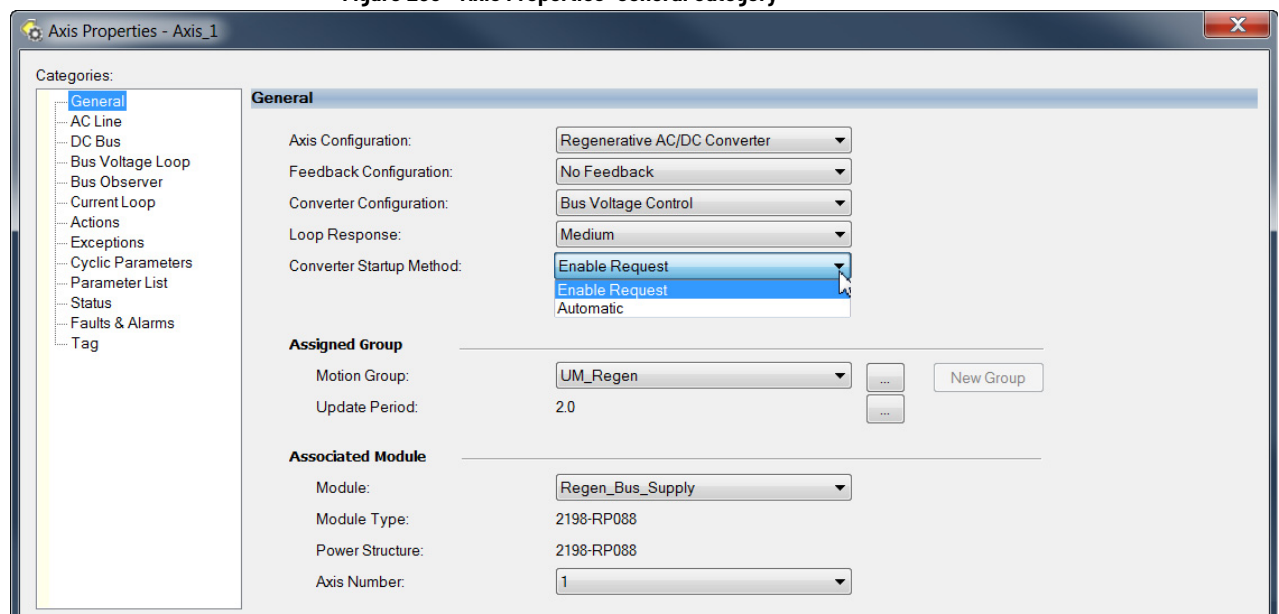 Axis Properties - Axis_1
X
Categories:
General
AC Line
DC Bus
Bus Voltage Loop
Bus Observer
Current Loop
Actions
Exceptions
Cyclic Parameters
Parameter List
Status
Faults & Alarms
Tag
General
Axis Configuration: Regenerative AC/DC Converter
Feedback Configuration: No Feedback
Converter Configuration: Bus Voltage Control
Loop Response: Medium
Converter Startup Method: Enable Request
Enable Request
Automatic
Assigned Group
Motion Group: UM_Regen ... New Group
Update Period: 2.0 ...
Associated Module
Module: Regen_Bus_Supply
Module Type: 2198-RP088
Power Structure: 2198-RP088
Axis Number: 1